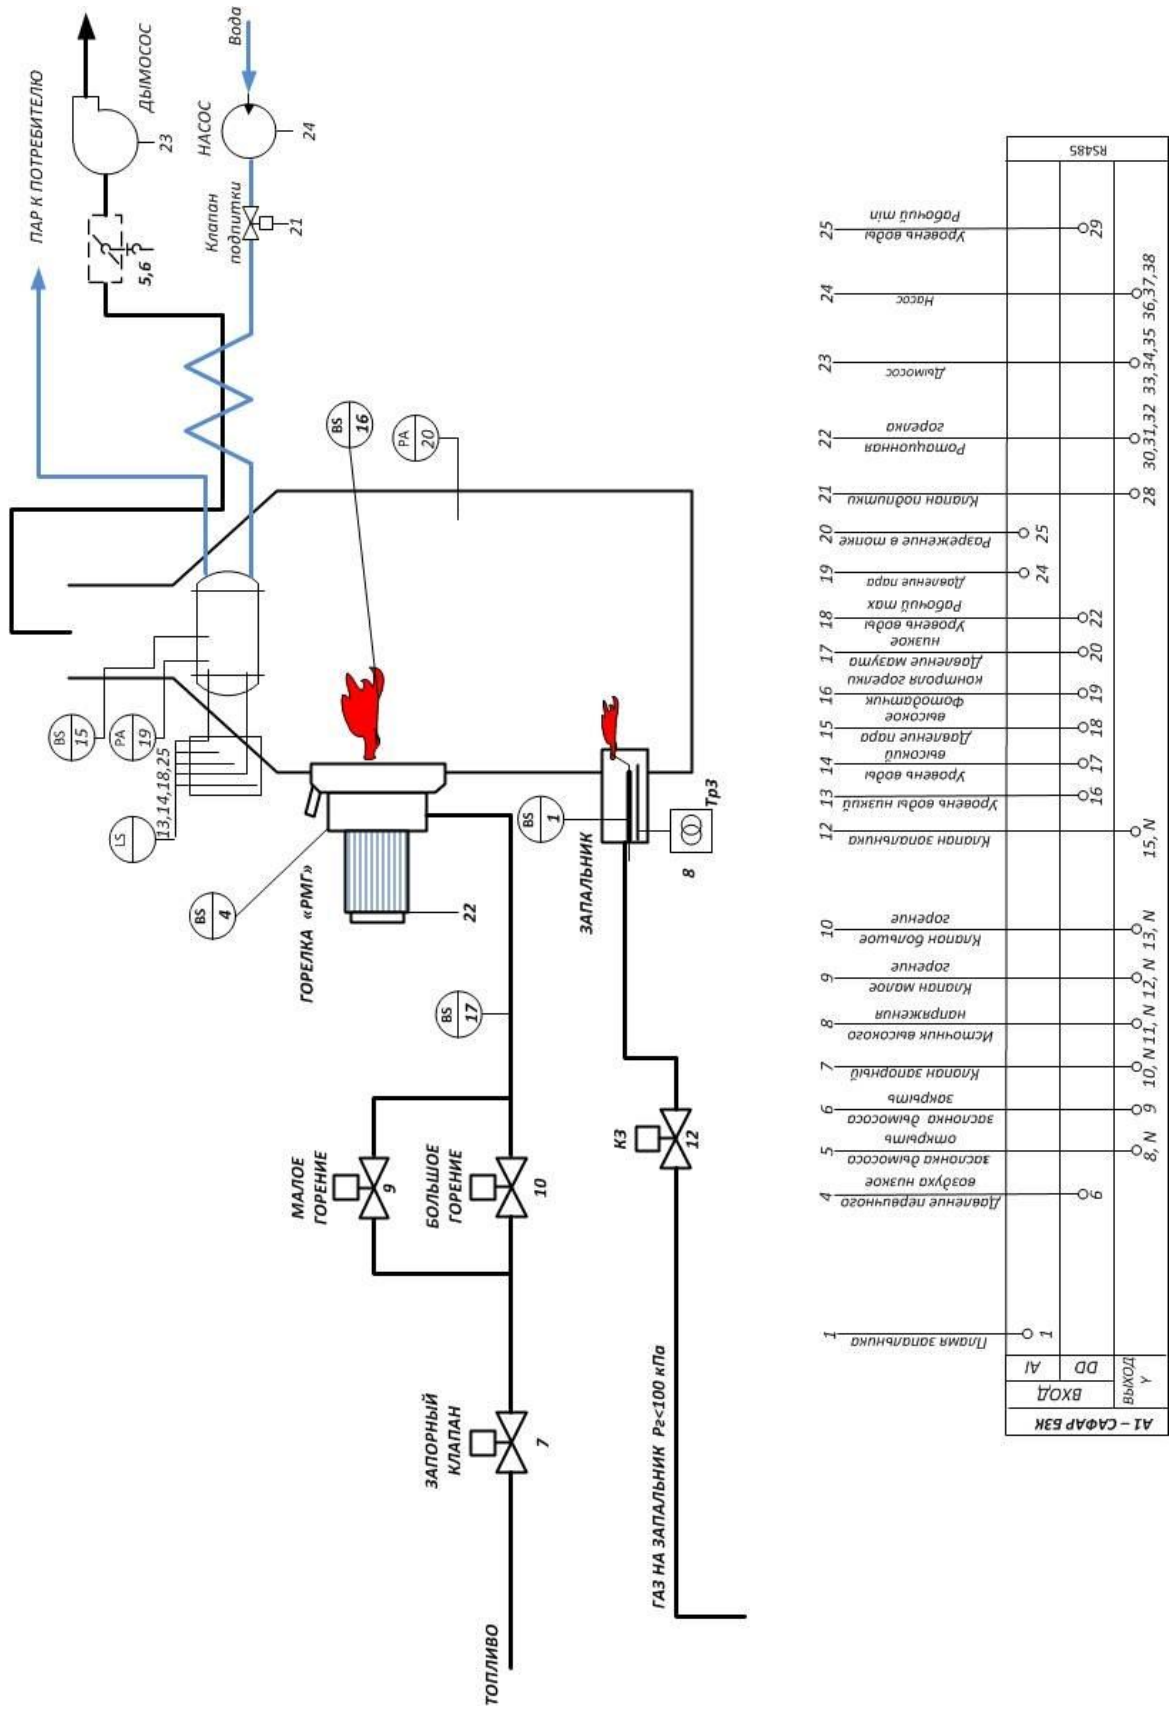 ТОПЛИВО
ЗАПОРНЫЙ
КЛАПАН
7
МАЛОЕ
ГОРЕНИЕ
9
БОЛЬШОЕ
ГОРЕНИЕ
10
BS
17
ГОРЕЛКА «РМГ»
22
BS
4
LS
13,14,18,25
BS
15
PA
19
ПАР К ПОТРЕБИТЕЛЮ
5,6
ДЫМОСОС
23
НАСОС
24
Вода
Клапан
подпитки
21
BS
16
PA
20
ГАЗ НА ЗАПАЛЬНИК Рг<100 кПа
КЗ
12
ЗАПАЛЬНИК
BS
1
8
Тр3
1
Пламя запальника
1
4
Давление первичного
воздуха низкое
6
5
заслонка дымососа
открыть
8, N
6
заслонка дымососа
закрыть
9
7
Клапан запорный
10, N
8
Источник высокого
напряжения
11, N
9
Клапан малое
горение
12, N
10
Клапан большое
горение
13, N
12
Клапан запальника
15, N
13
Уровень воды низкий
16
14
Уровень воды
высокий
17
15
Давление пара
высокое
18
16
Фотодатчик
контроля горелки
19
17
Давление мазута
низкое
20
18
Уровень воды
Рабочий max
22
19
Давление пара
24
20
Разрежение в топке
25
21
Клапан подпитки
28
22
Ротационная
горелка
30,31,32
23
Дымосос
33,34,35
24
Насос
36,37,38
25
Уровень воды
Рабочий min
29
А1 – САФАР БЗК
ВХОД
AI
DD
ВЫХОД
Y
RS485